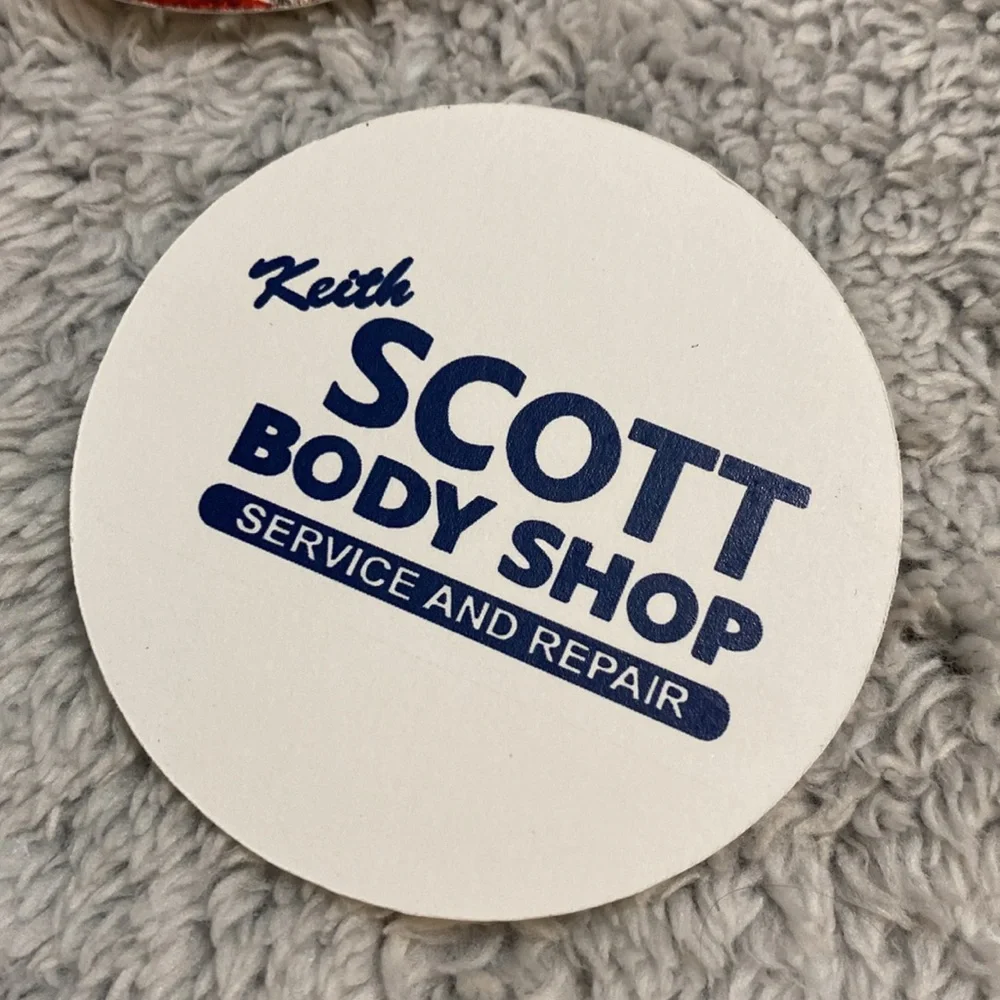 Keith
SCOTT
BODY SHOP
SERVICE AND REPAIR